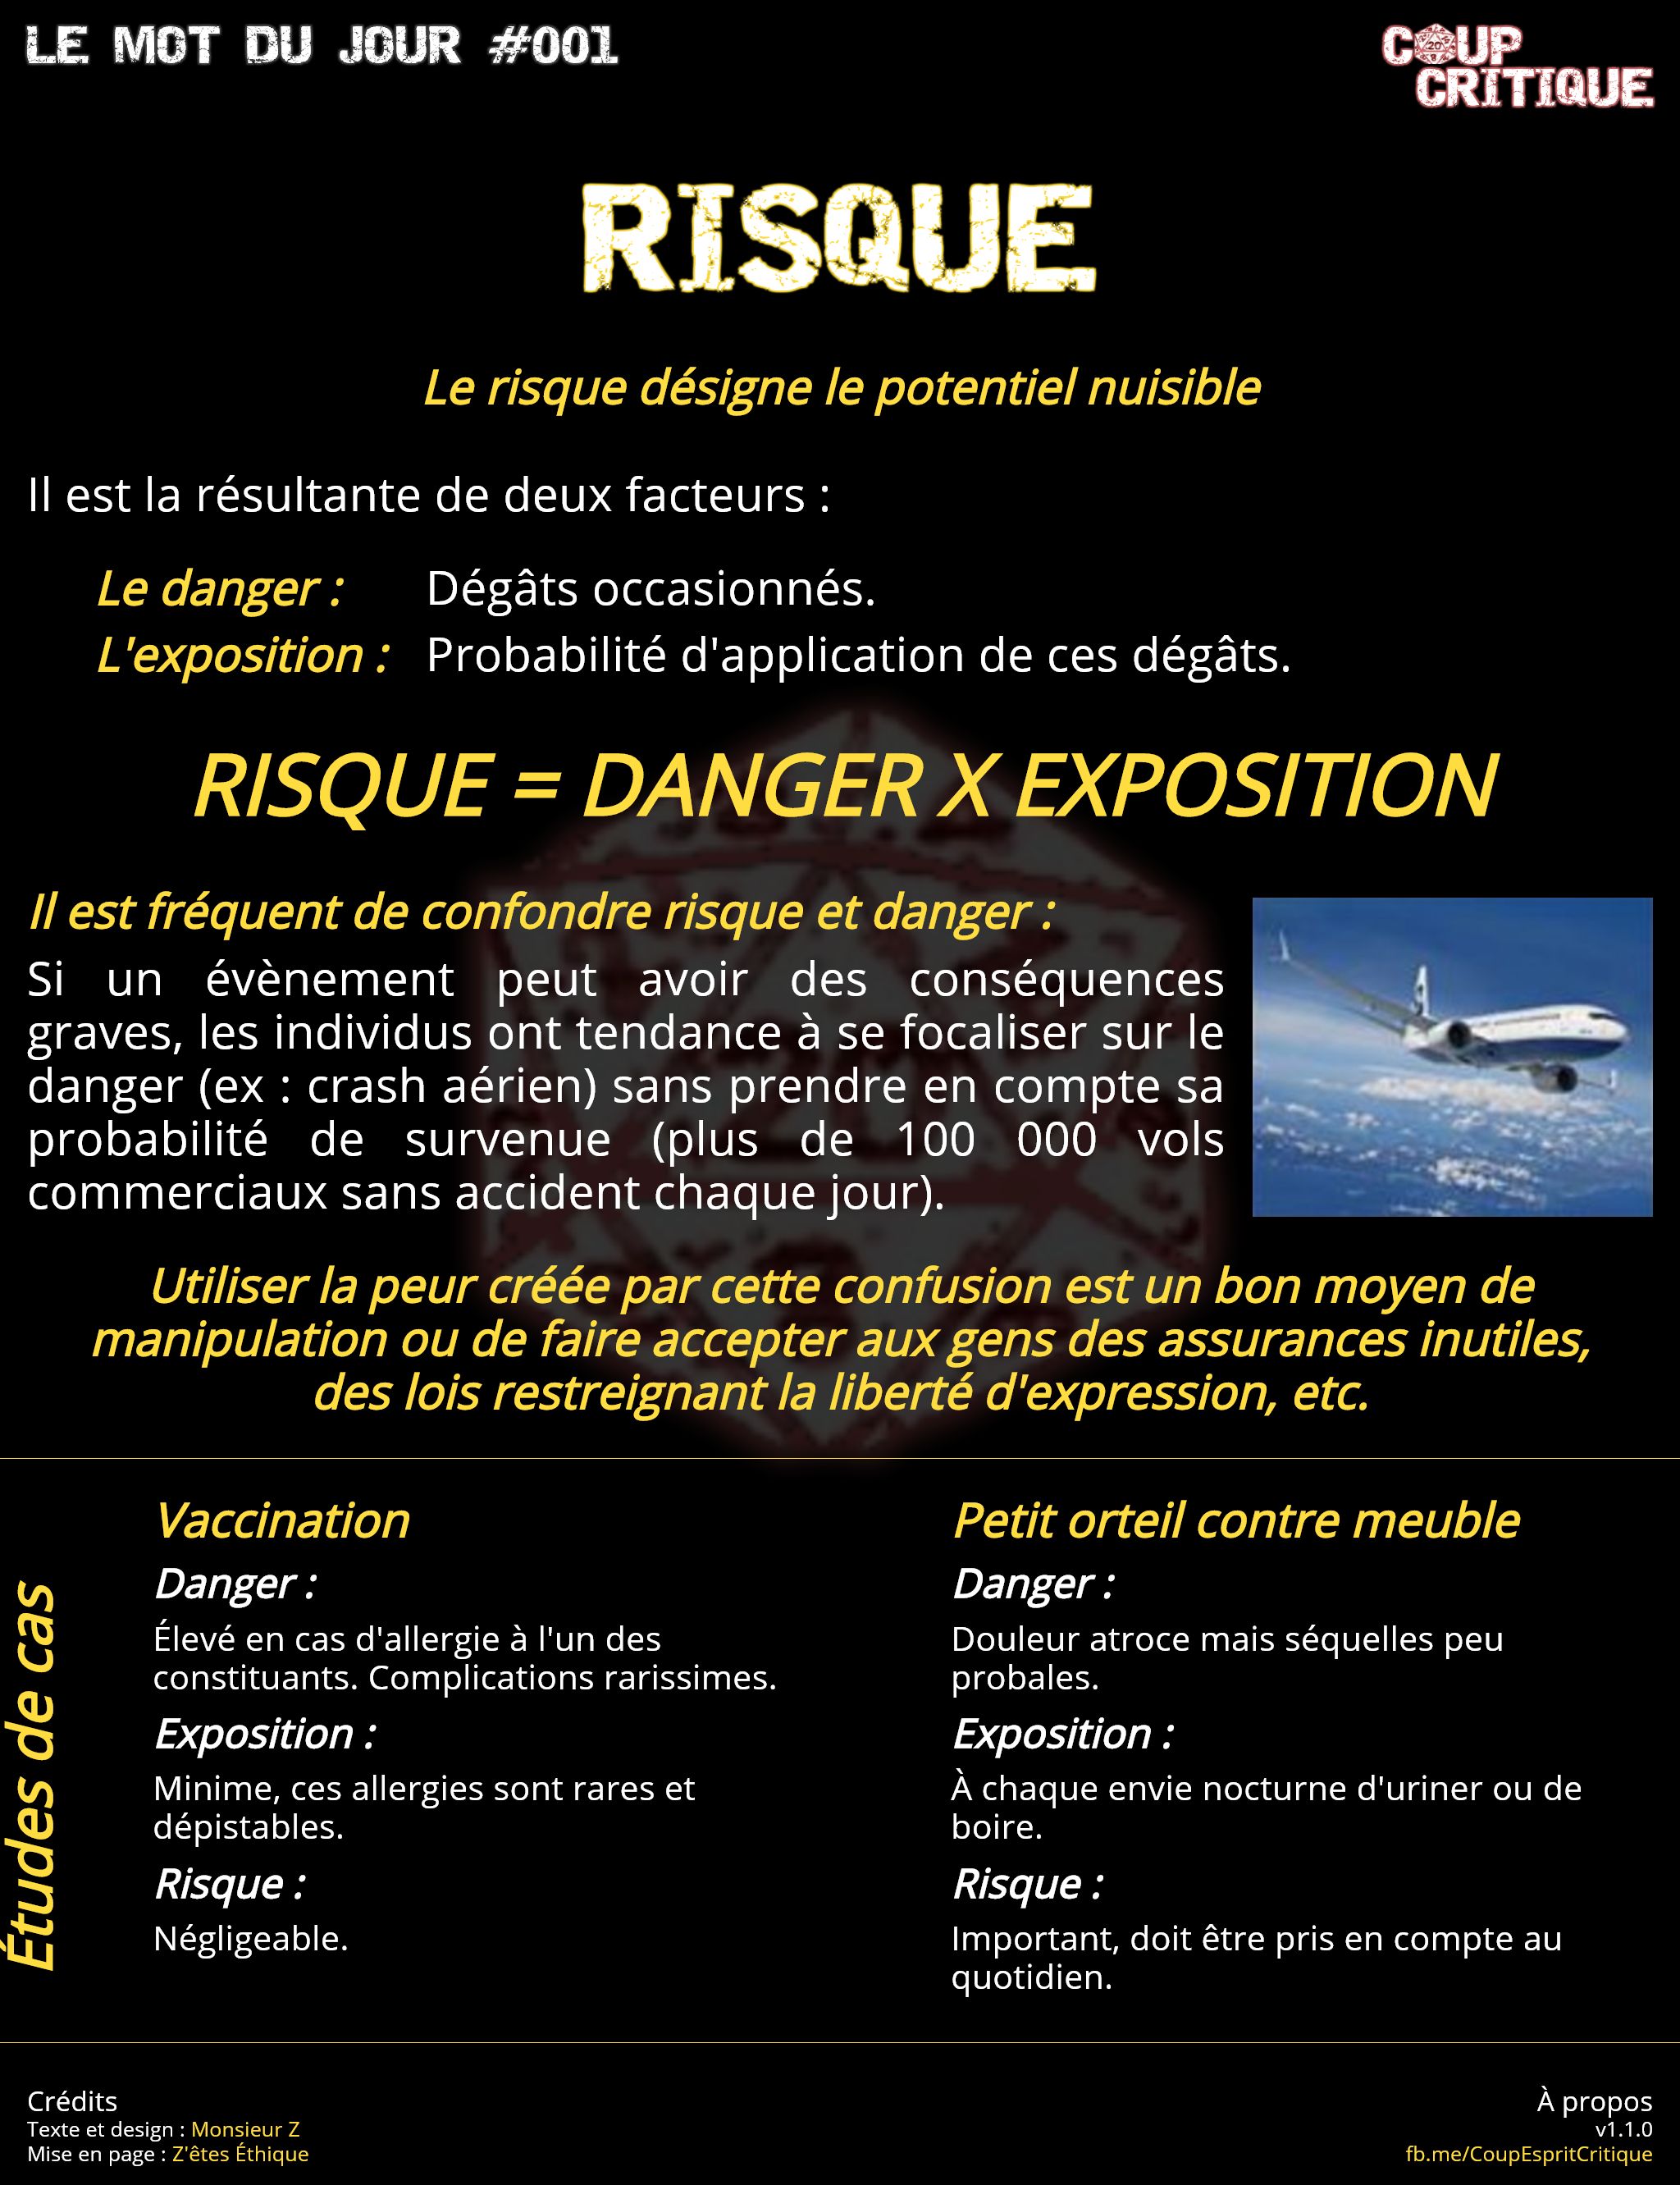 LE MOT DU JOUR #001
COUP
CRITIQUE
RISQUE
Le risque désigne le potentiel nuisible
Il est la résultante de deux facteurs :
Le danger : Dégâts occasionnés.
L'exposition : Probabilité d'application de ces dégâts.
RISQUE = DANGER X EXPOSITION
Il est fréquent de confondre risque et danger :
Si un évènement peut avoir des conséquences
graves, les individus ont tendance à se focaliser sur le
danger (ex : crash aérien) sans prendre en compte sa
probabilité de survenue (plus de 100 000 vols
commerciaux sans accident chaque jour).
Utiliser la peur créée par cette confusion est un bon moyen de
manipulation ou de faire accepter aux gens des assurances inutiles,
des lois restreignant la liberté d'expression, etc.
Études de cas
Vaccination
Danger :
Élevé en cas d'allergie à l'un des
constituants. Complications rarissimes.
Exposition :
Minime, ces allergies sont rares et
dépistables.
Risque :
Négligeable.
Petit orteil contre meuble
Danger :
Douleur atroce mais séquelles peu
probales.
Exposition :
À chaque envie nocturne d'uriner ou de
boire.
Risque :
Important, doit être pris en compte au
quotidien.
Crédits
Texte et design : Monsieur Z
Mise en page : Z'êtes Éthique
À propos
v1.1.0
fb.me/CoupEspritCritique